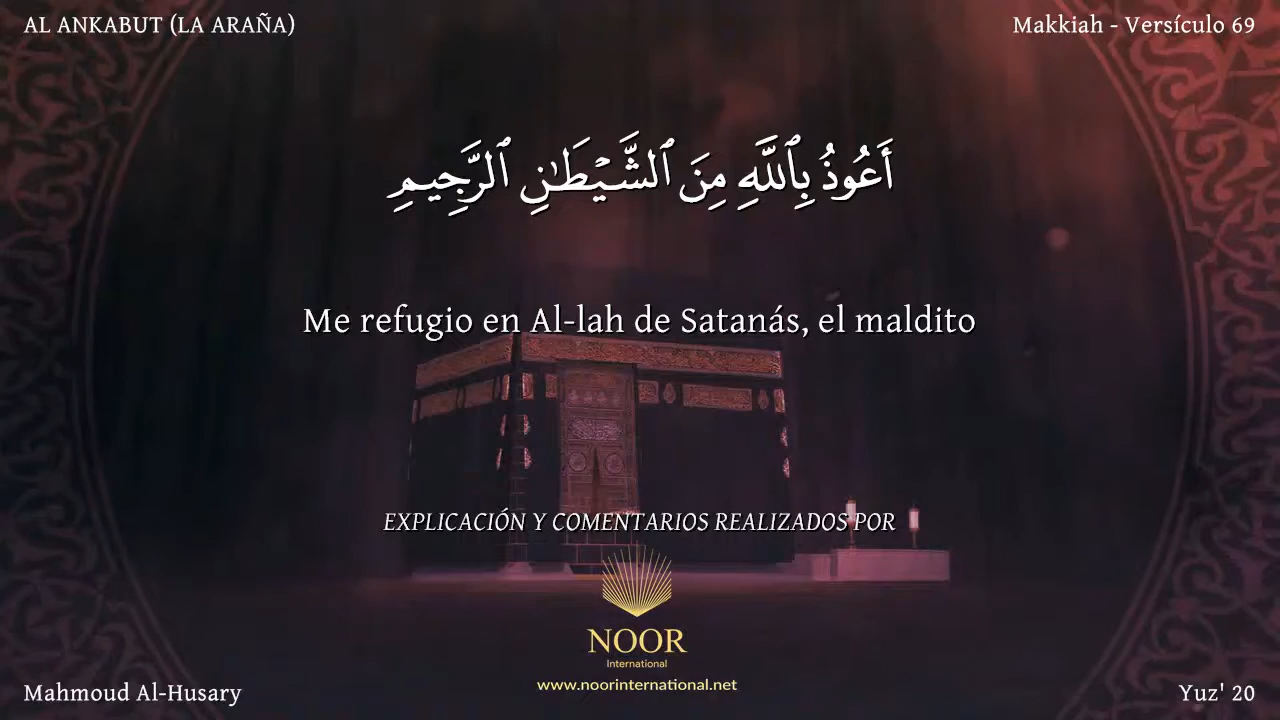 AL ANKABUT (LA ARAÑA)
Makkiah - Versículo 69
أَعُوذُ بِٱللَّهِ مِنَ ٱلشَّيْطَـٰنِ ٱلرَّجِيمِ
Me refugio en Al-lah de Satanás, el maldito
EXPLICACIÓN Y COMENTARIOS REALIZADOS POR
NOOR
International
www.noorinternational.net
Mahmoud Al-Husary
Yuz' 20